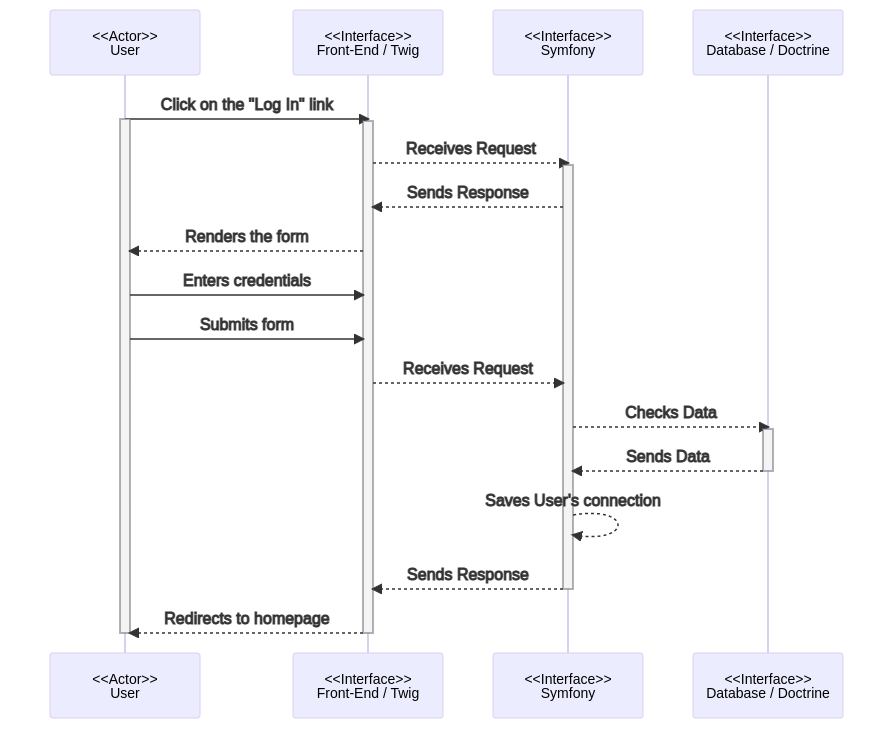 <<Actor>>
User
<<Interface>>
Front-End / Twig
<<Interface>>
Symfony
<<Interface>>
Database / Doctrine
Click on the "Log In" link
Receives Request
Sends Response
Renders the form
Enters credentials
Submits form
Receives Request
Checks Data
Sends Data
Saves User's connection
Sends Response
Redirects to homepage
<<Actor>>
User
<<Interface>>
Front-End / Twig
<<Interface>>
Symfony
<<Interface>>
Database / Doctrine